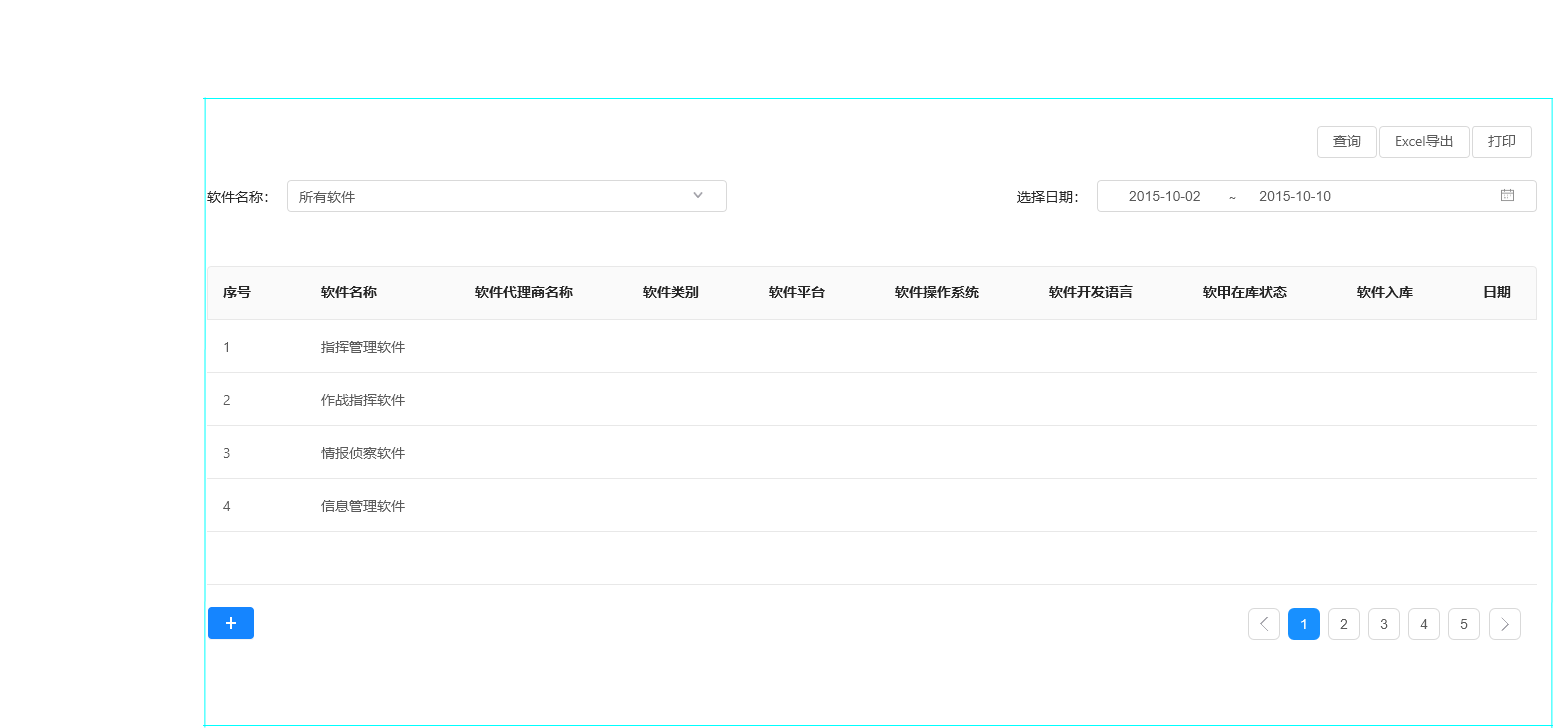 查询 Excel导出 打印
软件名称: 所有软件 选择日期: 2015-10-02 ~ 2015-10-10
序号 软件名称 软件代理商名称 软件类别 软件平台 软件操作系统 软件开发语言 软甲在库状态 软件入库 日期
1 指挥管理软件
2 作战指挥软件
3 情报侦察软件
4 信息管理软件
+ 1 2 3 4 5